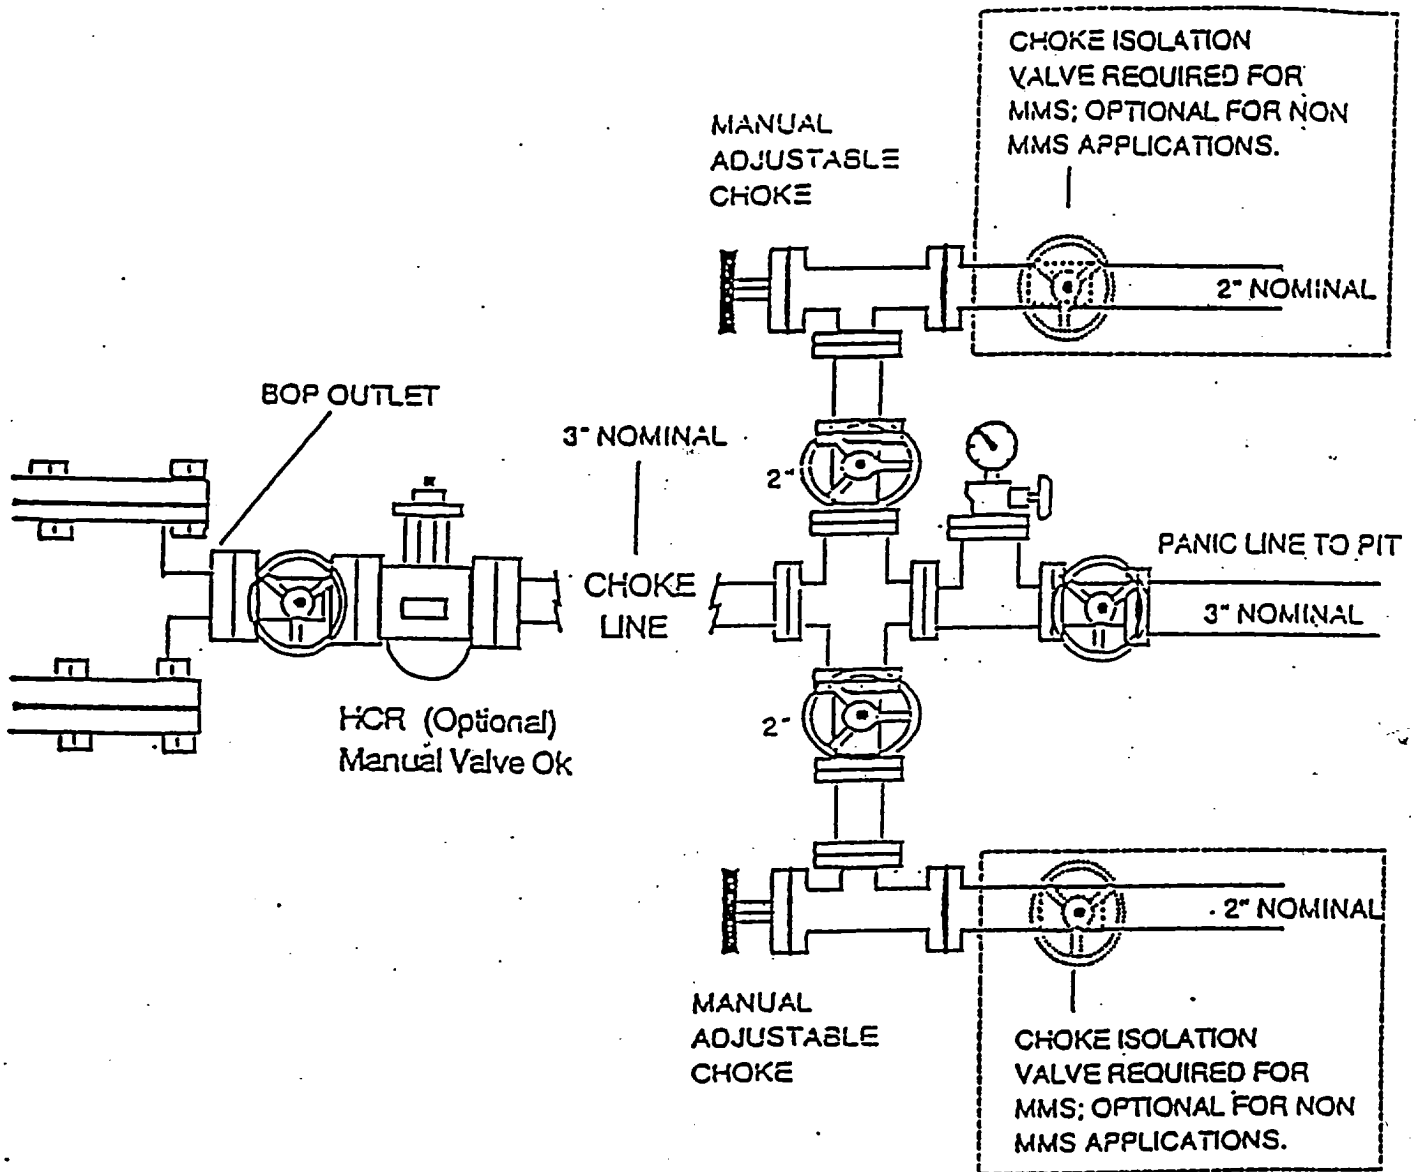 CHOKE ISOLATION
VALVE REQUIRED FOR
MMS; OPTIONAL FOR NON
MMS APPLICATIONS.
MANUAL
ADJUSTABLE
CHOKE
2" NOMINAL
BOP OUTLET
3" NOMINAL
2"
PANIC LINE TO PIT
CHOKE
LINE
3" NOMINAL
HCR (Optional)
Manual Valve Ok
2"
2" NOMINAL
MANUAL
ADJUSTABLE
CHOKE
CHOKE ISOLATION
VALVE REQUIRED FOR
MMS; OPTIONAL FOR NON
MMS APPLICATIONS.